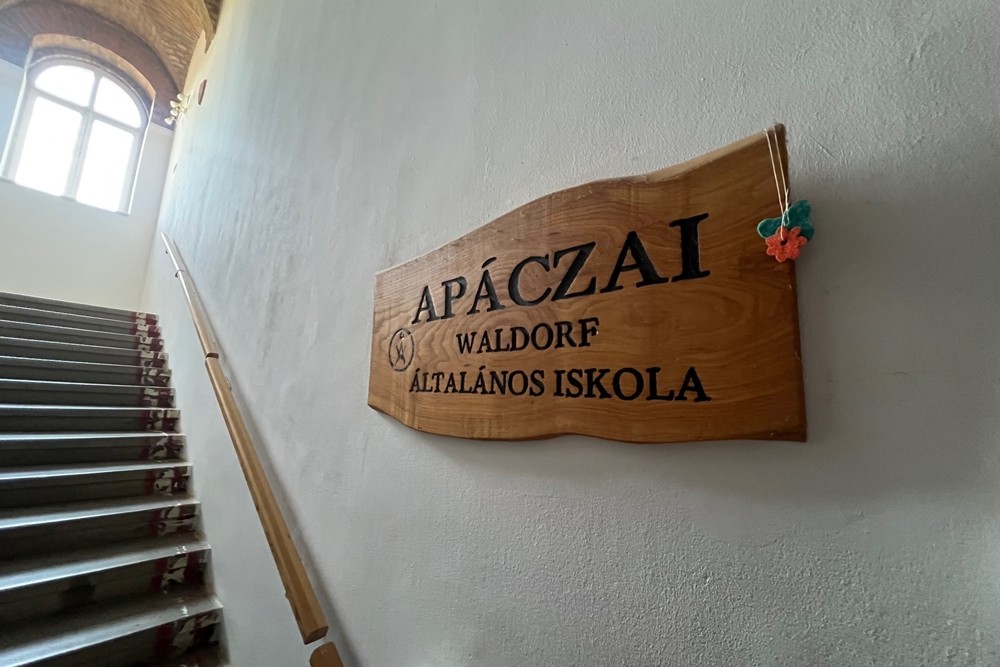 APÁCZAI
WALDORF
ÁLTALÁNOS ISKOLA